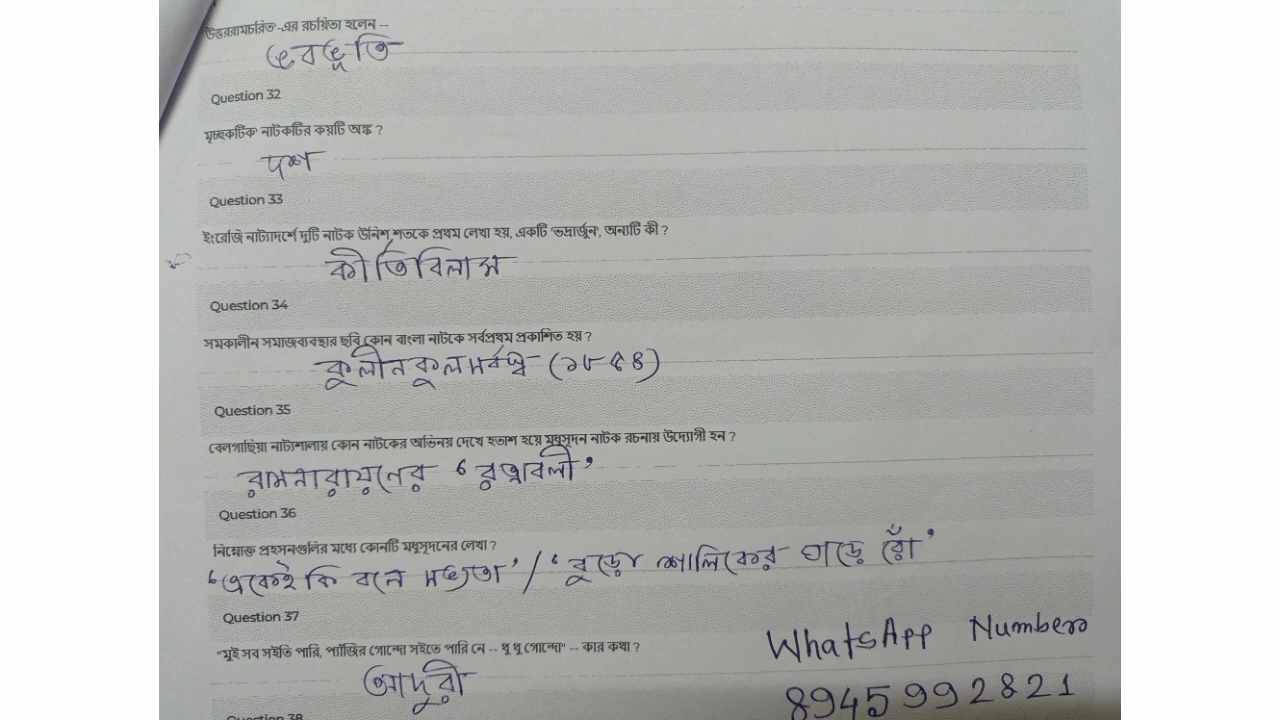 উত্তররামচরিত'-এর রচয়িতা হলেন --
ভবভূতি
Question 32
মৃচ্ছকটিক' নাটকটির কয়টি অঙ্ক ?
দশ
Question 33
ইংরেজি নাট্যাদর্শে দুটি নাটক উনিশ শতকে প্রথম লেখা হয়, একটি 'ভদ্রার্জুন', অন্যটি কী ?
কীর্তিবিলাস
Question 34
সমকালীন সমাজব্যবস্থার ছবি কোন বাংলা নাটকে সর্বপ্রথম প্রকাশিত হয় ?
কুলীনকুলসর্বস্ব (১৮৫৪)
Question 35
বেলগাছিয়া নাট্যশালায় কোন নাটকের অভিনয় দেখে হতাশ হয়ে মধুসূদন নাটক রচনায় উদ্যোগী হন ?
রামনারায়নের 'রত্নাবলী'
Question 36
নিম্নোক্ত প্রহসনগুলির মধ্যে কোনটি মধুসূদনের লেখা ?
'একেই কি বলে সভ্যতা' / 'বুড়ো শালিকের ঘাড়ে রোঁ'
Question 37
"মুই সব সইতি পারি, প্যাঁজির গোন্দো সইতে পারি নে -- থু থু গোন্দো" -- কার কথা ?
আদুরী
WhatsApp Number
8945992821
Question 38